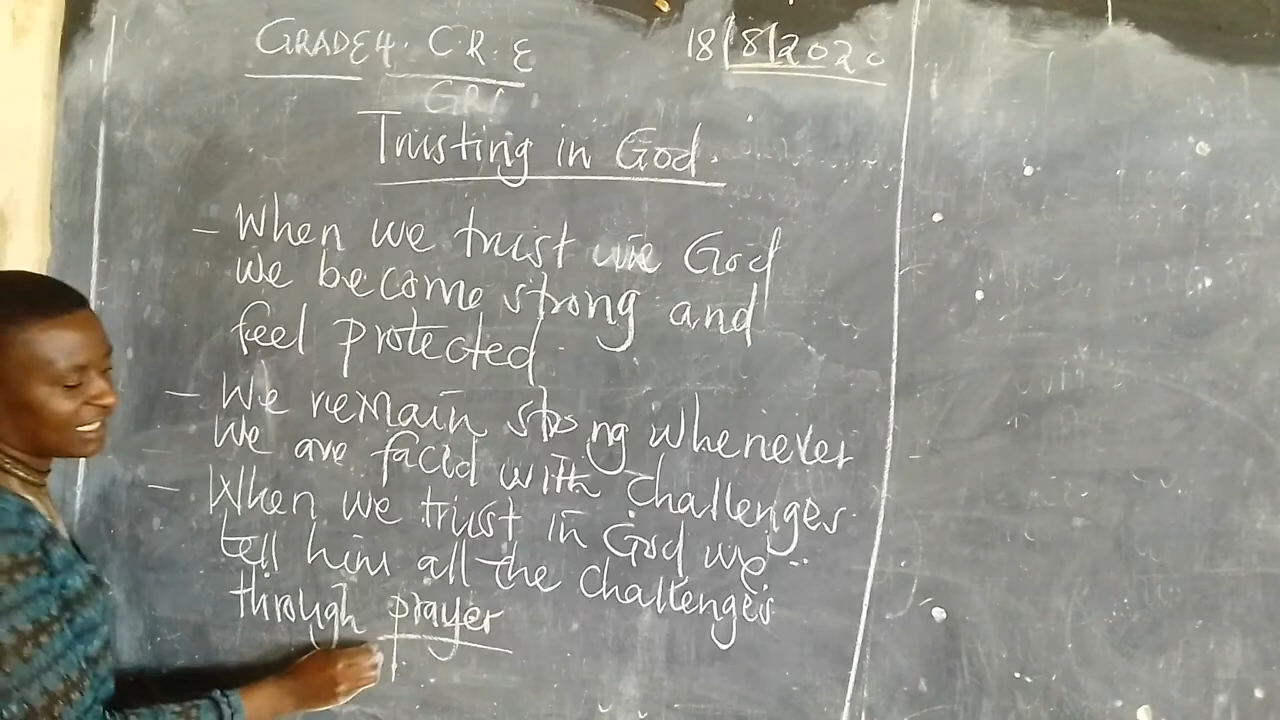 GRADE 4. C.R.E
18/8/2020
GR
Trusting in God.
- When we trust in God
we become strong and
feel protected.
- We remain strong whenever
we are faced with challenges.
- When we trust in God we
tell him all the challenges
through prayer